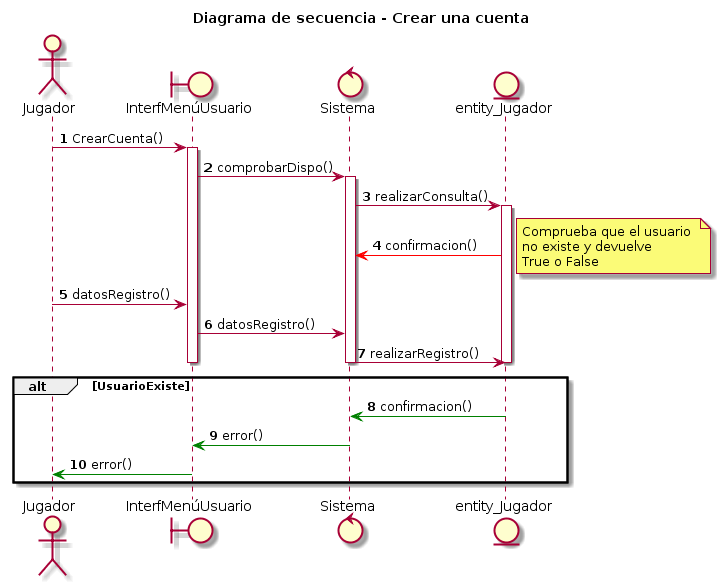 Diagrama de secuencia - Crear una cuenta
Jugador
InterfMenúUsuario
Sistema
entity_Jugador
1 CrearCuenta()
2 comprobarDispo()
3 realizarConsulta()
Comprueba que el usuario
no existe y devuelve
True o False
4 confirmacion()
5 datosRegistro()
6 datosRegistro()
7 realizarRegistro()
alt [UsuarioExiste]
8 confirmacion()
9 error()
10 error()
Jugador
InterfMenúUsuario
Sistema
entity_Jugador